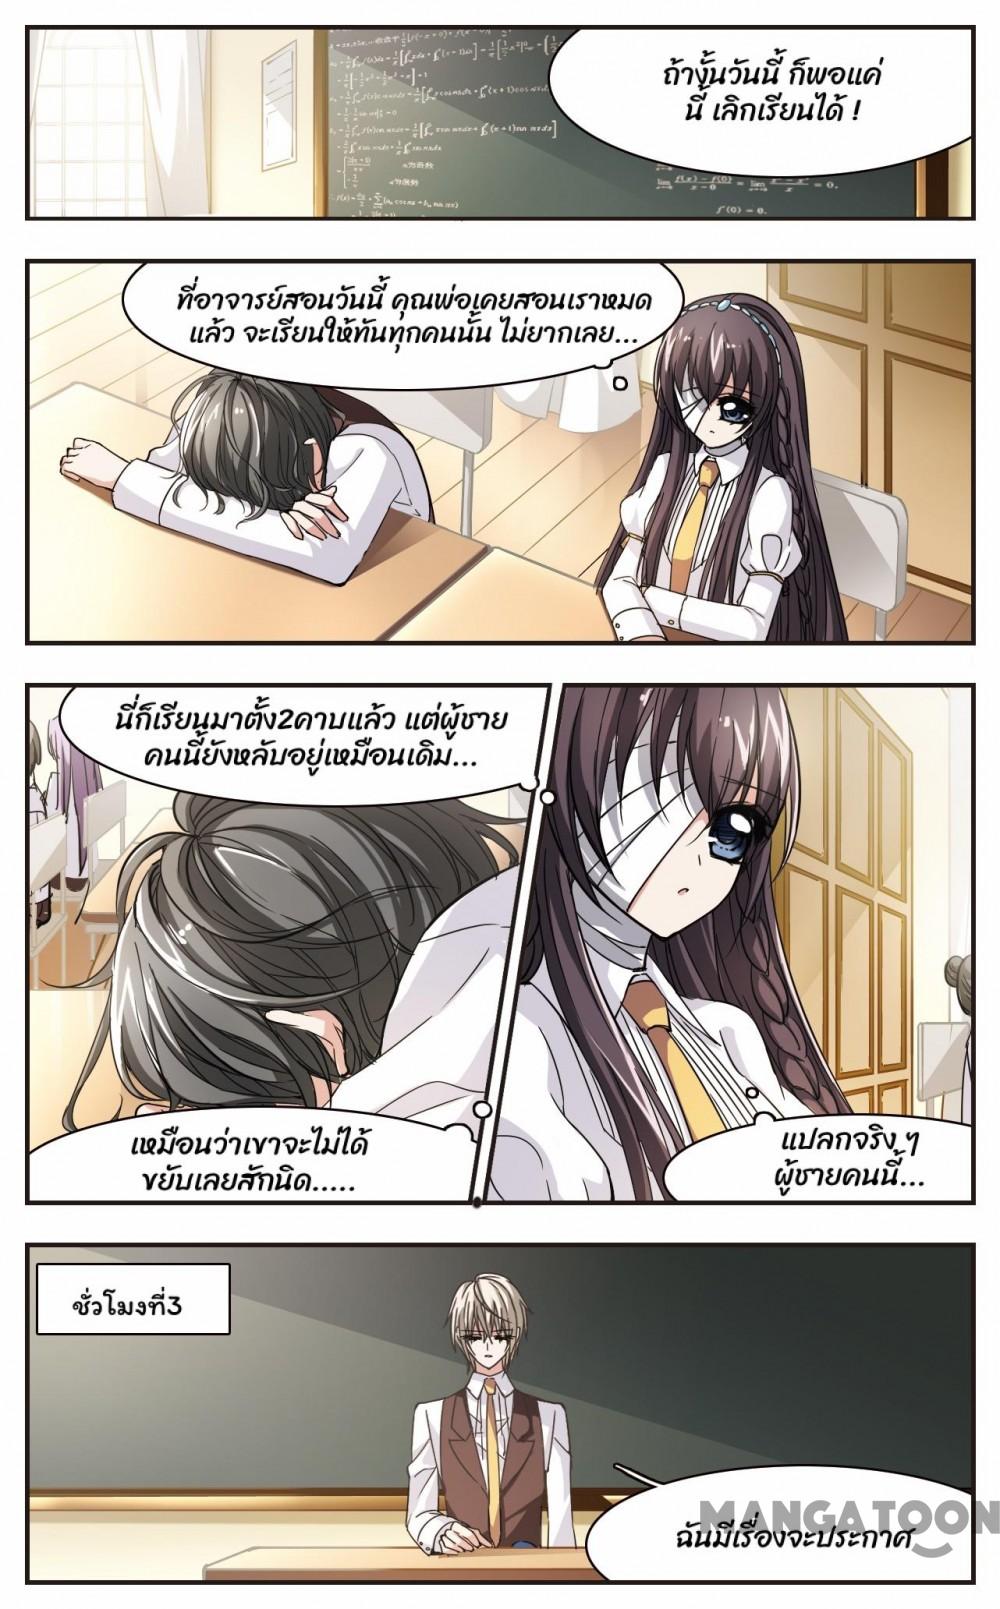 ถ้างั้นวันนี้ ก็พอแค่
นี้ เลิกเรียนได้ !
ที่อาจารย์สอนวันนี้ คุณพ่อเคยสอนเราหมด
แล้ว จะเรียนให้ทันทุกคนนั้น ไม่ยากเลย...
นี่ก็เรียนมาตั้ง2คาบแล้ว แต่ผู้ชาย
คนนี้ยังหลับอยู่เหมือนเดิม...
เหมือนว่าเขาจะไม่ได้
ขยับเลยสักนิด.....
แปลกจริง ๆ
ผู้ชายคนนี้...
ชั่วโมงที่3
ฉันมีเรื่องจะประกาศ
MANGATOON